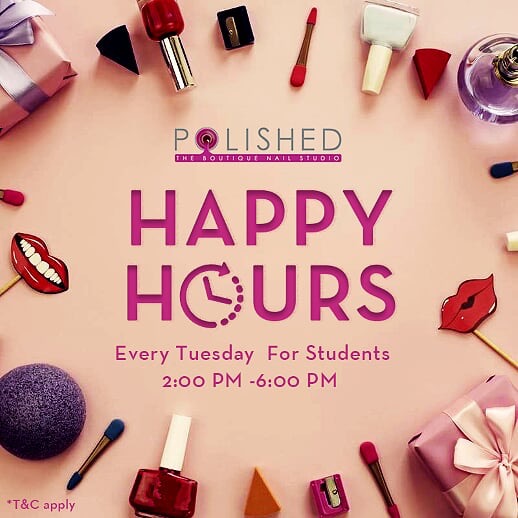 POLISHED
THE BOUTIQUE NAIL STUDIO
HAPPY
HOURS
Every Tuesday For Students
2:00 PM -6:00 PM
*T&C apply